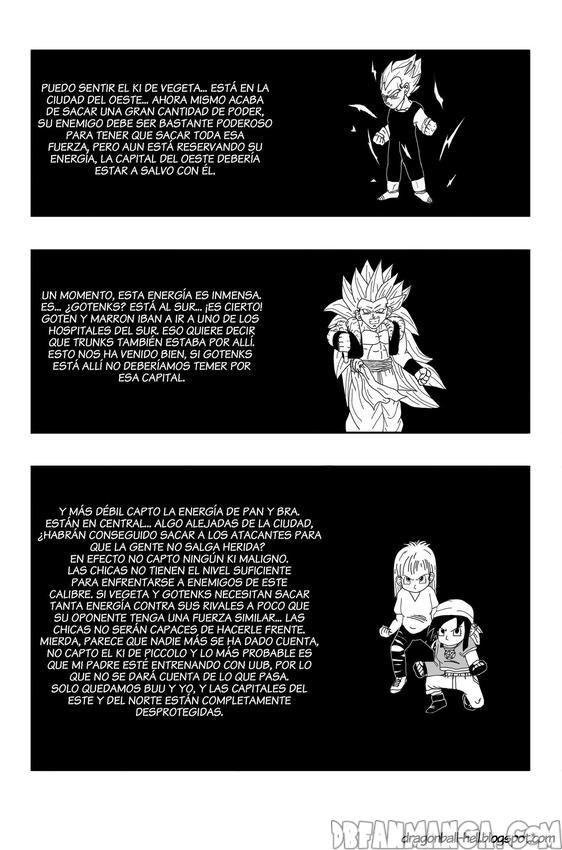 PUEDO SENTIR EL KI DE VEGETA... ESTÁ EN LA
CIUDAD DEL OESTE... AHORA MISMO ACABA
DE SACAR UNA GRAN CANTIDAD DE PODER,
SU ENEMIGO DEBE SER BASTANTE PODEROSO
PARA TENER QUE SACAR TODA ESA
FUERZA, PERO AUN ESTÁ RESERVANDO SU
ENERGÍA, LA CAPITAL DEL OESTE DEBERÍA
ESTAR A SALVO CON ÉL.
UN MOMENTO, ESTA ENERGÍA ES INMENSA.
ES... ¿GOTENKS? ESTÁ AL SUR... ¡ES CIERTO!
GOTEN Y MARRON IBAN A IR A UNO DE LOS
HOSPITALES DEL SUR. ESO QUIERE DECIR
QUE TRUNKS TAMBIÉN ESTABA POR ALLÍ.
ESTO NOS HA VENIDO BIEN, SI GOTENKS
ESTÁ ALLÍ NO DEBERÍAMOS TEMER POR
ESA CAPITAL.
Y MÁS DÉBIL CAPTO LA ENERGÍA DE PAN Y BRA.
ESTÁN EN CENTRAL... ALGO ALEJADAS DE LA CIUDAD,
¿HABRÁN CONSEGUIDO SACAR A LOS ATACANTES PARA
QUE LA GENTE NO SALGA HERIDA?
EN EFECTO NO CAPTO NINGÚN KI MALIGNO.
LAS CHICAS NO TIENEN EL NIVEL SUFICIENTE
PARA ENFRENTARSE A ENEMIGOS DE ESTE
CALIBRE. SI VEGETA Y GOTENKS NECESITAN SACAR
TANTA ENERGÍA CONTRA SUS RIVALES A POCO QUE
SU OPONENTE TENGA UNA FUERZA SIMILAR... LAS
CHICAS NO SERÁN CAPACES DE HACERLE FRENTE.
MIERDA, PARECE QUE NADIE MÁS SE HA DADO CUENTA,
NO CAPTO EL KI DE PICCOLO Y LO MÁS PROBABLE ES
QUE MI PADRE ESTÉ ENTRENANDO CON UUB, POR LO
QUE NO SE DARÁ CUENTA DE LO QUE PASA.
SOLO QUEDAMOS BUU Y YO, Y LAS CAPITALES DEL
ESTE Y DEL NORTE ESTÁN COMPLETAMENTE
DESPROTEGIDAS.
dragonball-hell.blogspot.com
DBFANMANGA.COM